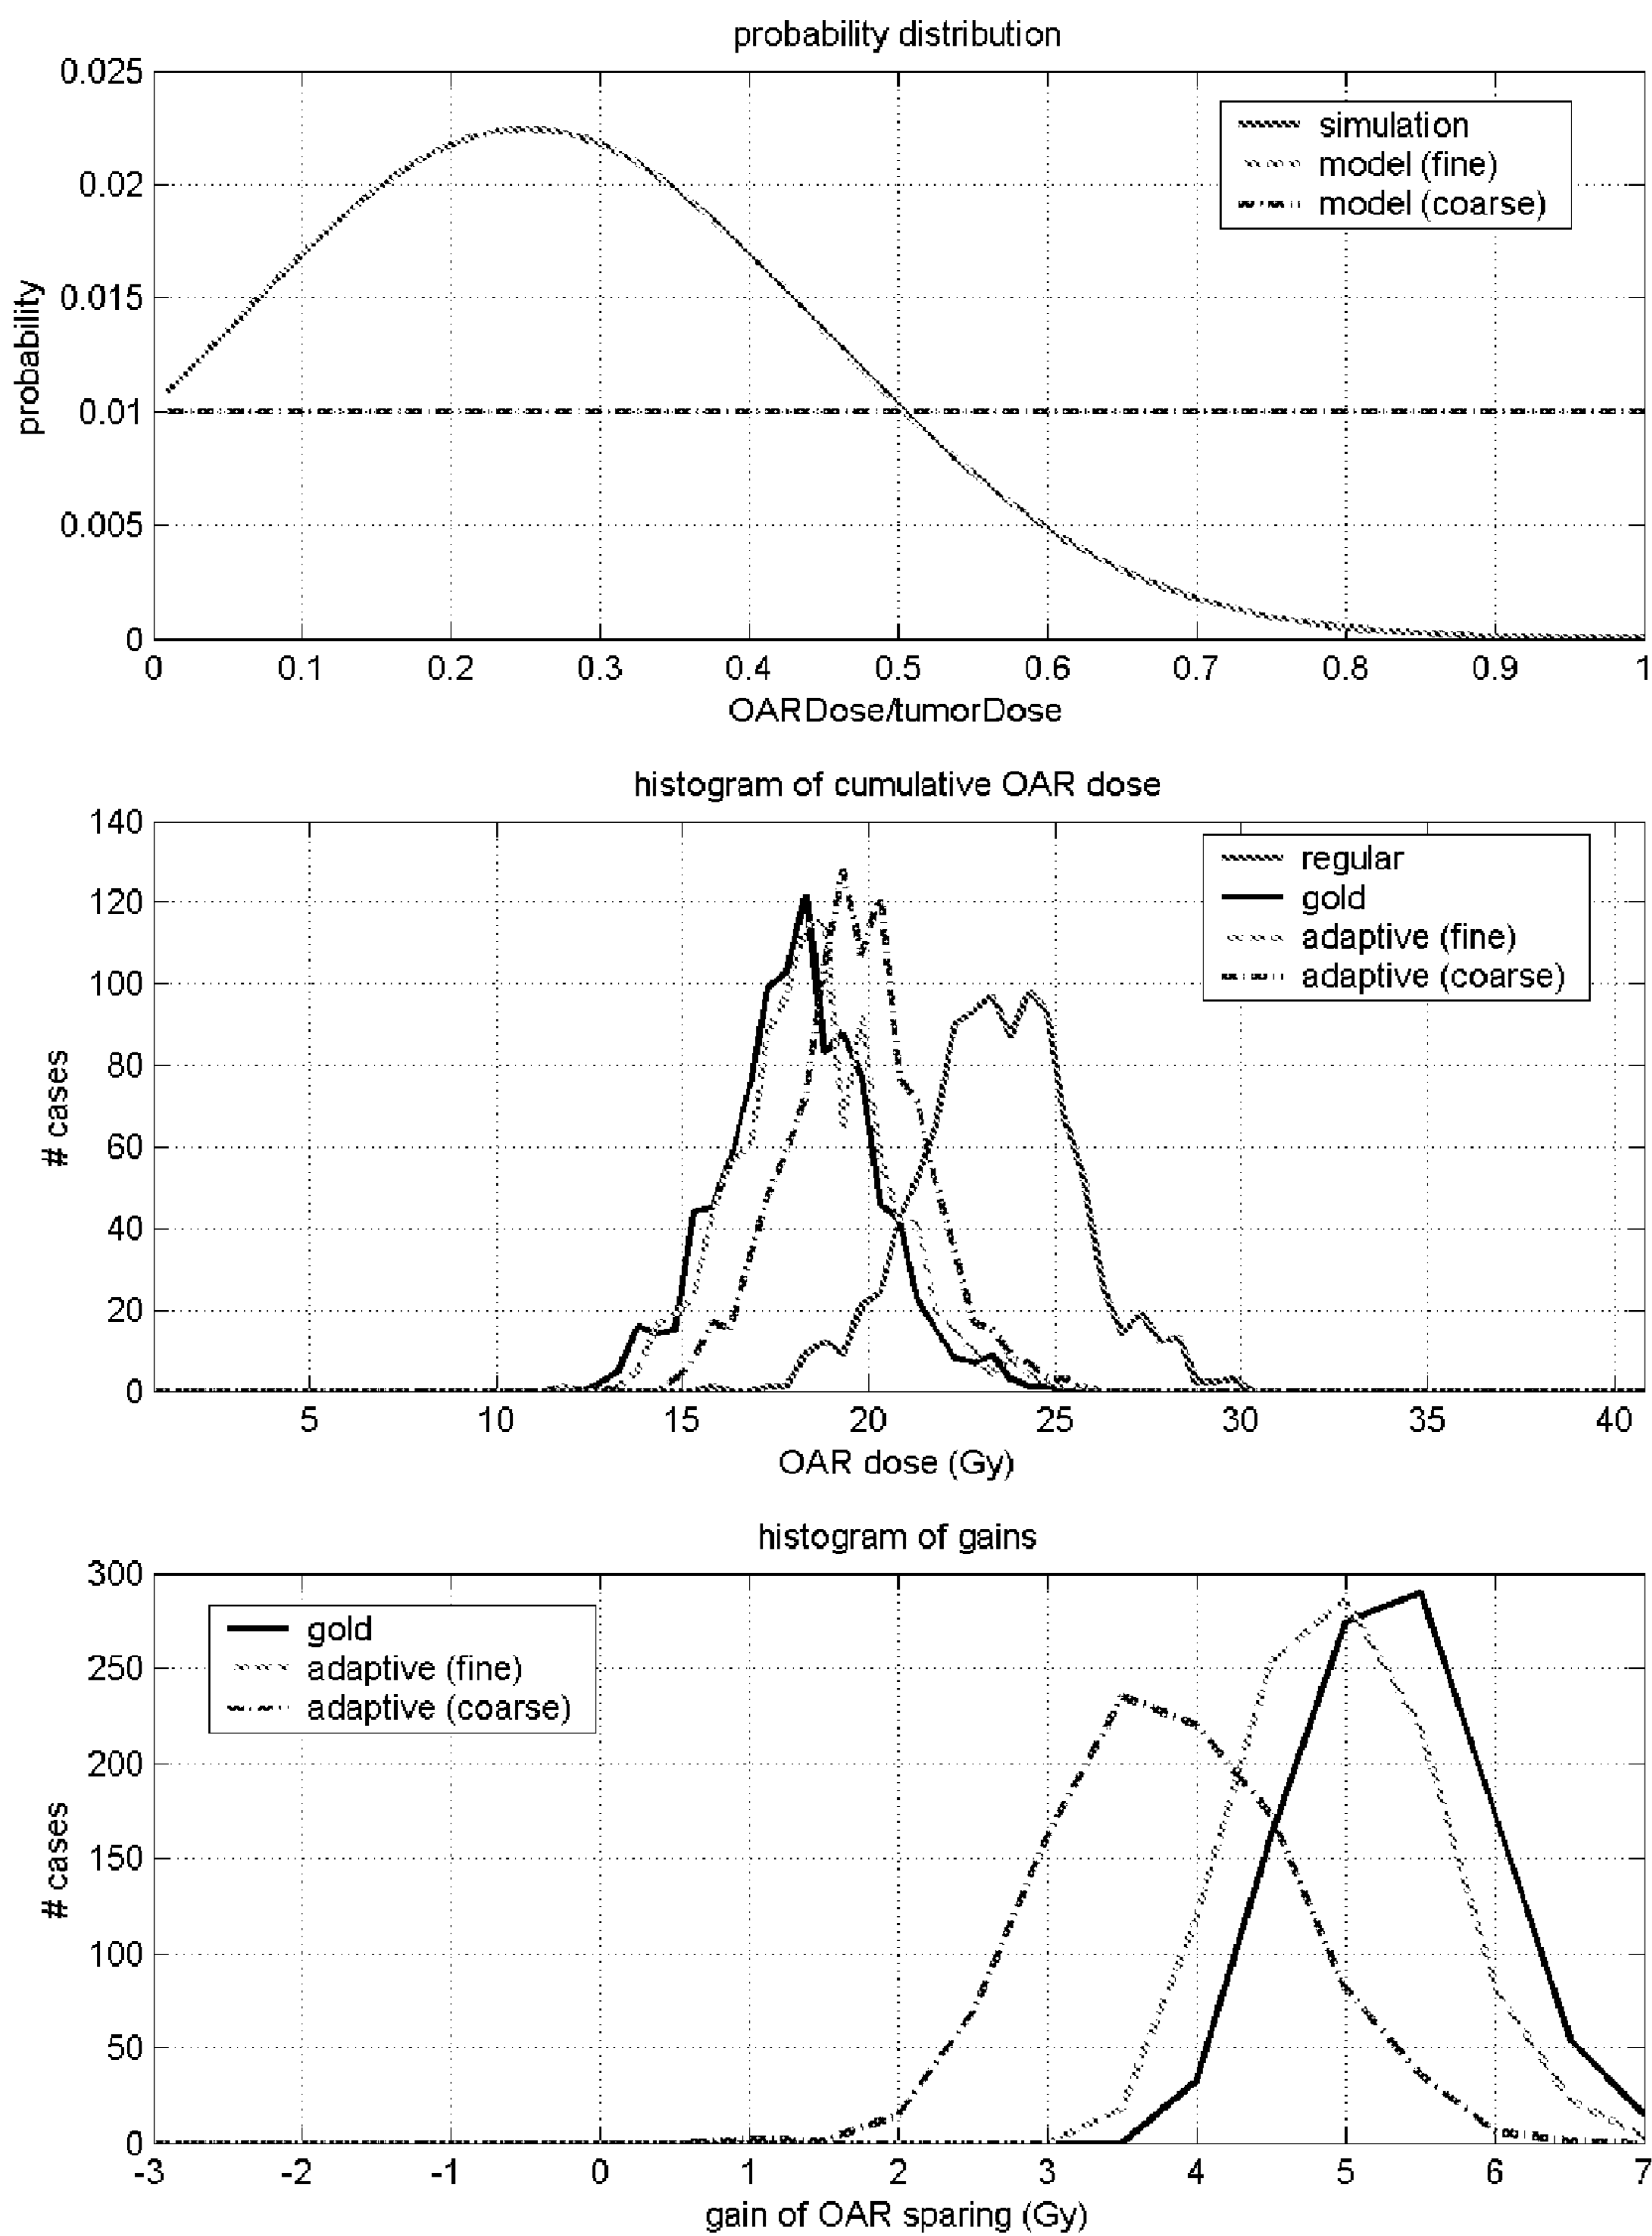 probability distribution
0.025
0.02
0.015
0.01
0.005
0
probability
simulation
model (fine)
model (coarse)
0 0.1 0.2 0.3 0.4 0.5 0.6 0.7 0.8 0.9 1
OARDose/tumorDose
histogram of cumulative OAR dose
140
120
100
80
60
40
20
0
# cases
regular
gold
adaptive (fine)
adaptive (coarse)
5 10 15 20 25 30 35 40
OAR dose (Gy)
histogram of gains
300
250
200
150
100
50
0
# cases
gold
adaptive (fine)
adaptive (coarse)
-3 -2 -1 0 1 2 3 4 5 6 7
gain of OAR sparing (Gy)